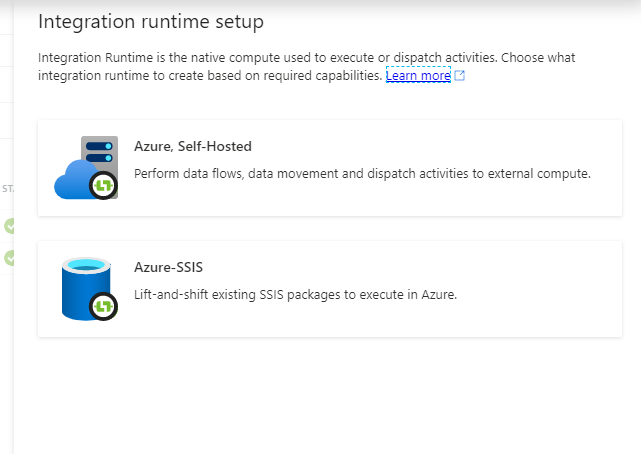 Integration runtime setup
Integration Runtime is the native compute used to execute or dispatch activities. Choose what
integration runtime to create based on required capabilities. Learn more
Azure, Self-Hosted
Perform data flows, data movement and dispatch activities to external compute.
ST
Azure-SSIS
Lift-and-shift existing SSIS packages to execute in Azure.